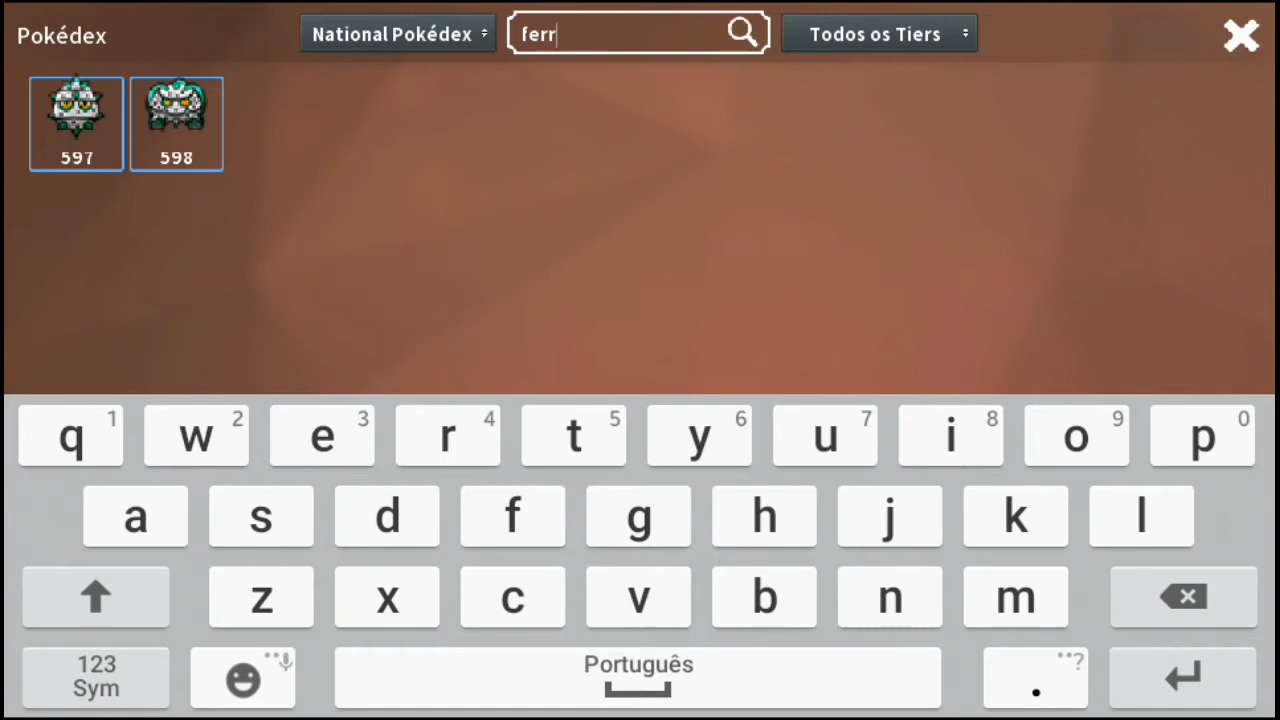 Pokédex
National Pokédex
ferr
Todos os Tiers
597
598
q 1 w 2 e 3 r 4 t 5 y 6 u 7 i 8 o 9 p 0
a s d f g h j k l
z x c v b n m
123
Sym
Português
. ?